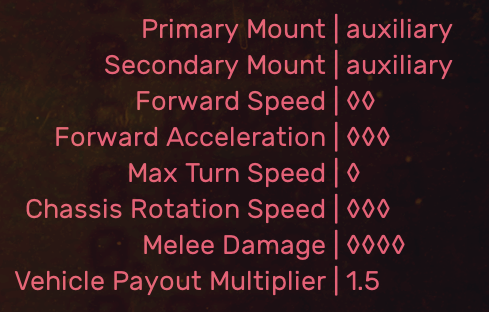 Primary Mount | auxiliary
Secondary Mount | auxiliary
Forward Speed | ◊◊
Forward Acceleration | ◊◊◊
Max Turn Speed | ◊
Chassis Rotation Speed | ◊◊◊
Melee Damage | ◊◊◊◊
Vehicle Payout Multiplier | 1.5